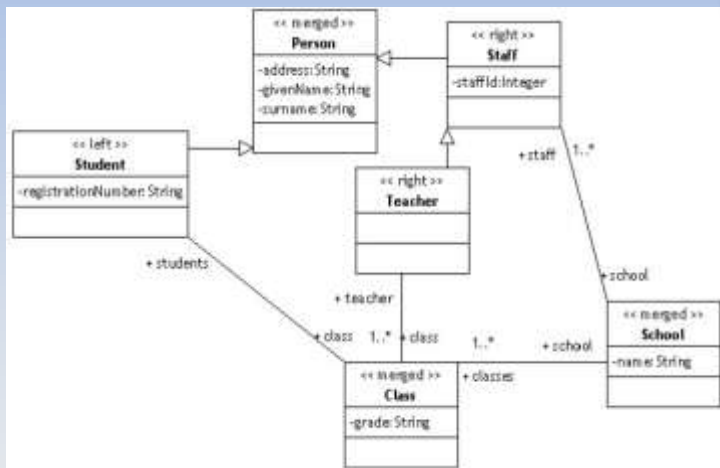 << merged >>
Person
-address:String
-givenName:String
-surname:String
<< right >>
Staff
-staffId:Integer
<< left >>
Student
-registrationNumber:String
<< right >>
Teacher
+ staff
1..*
+ students
+ teacher
+ school
+ class
1..*
+ class
1..*
+ school
<< merged >>
School
-name:String
<< merged >>
Class
-grade:String
+ classes